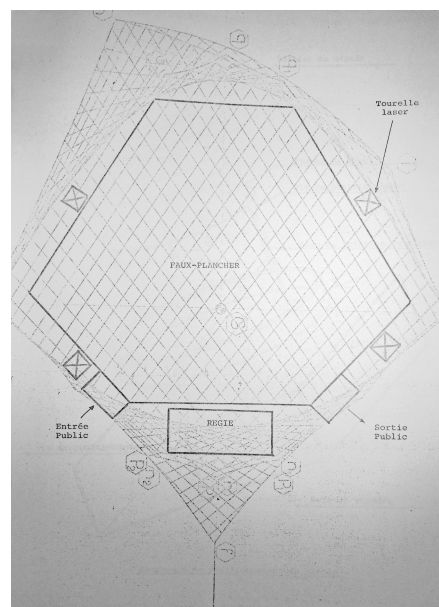 Tourelle
laser
FAUX-PLANCHER
REGIE
Entrée
Public
Sortie
Public